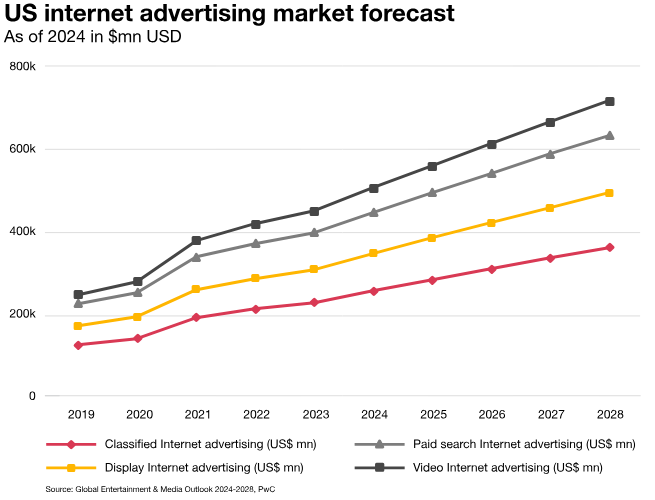 US internet advertising market forecast
As of 2024 in $mn USD
800k
600k
400k
200k
0
2019 2020 2021 2022 2023 2024 2025 2026 2027 2028
Classified Internet advertising (US$ mn) Paid search Internet advertising (US$ mn)
Display Internet advertising (US$ mn) Video Internet advertising (US$ mn)
Source: Global Entertainment & Media Outlook 2024-2028, PwC